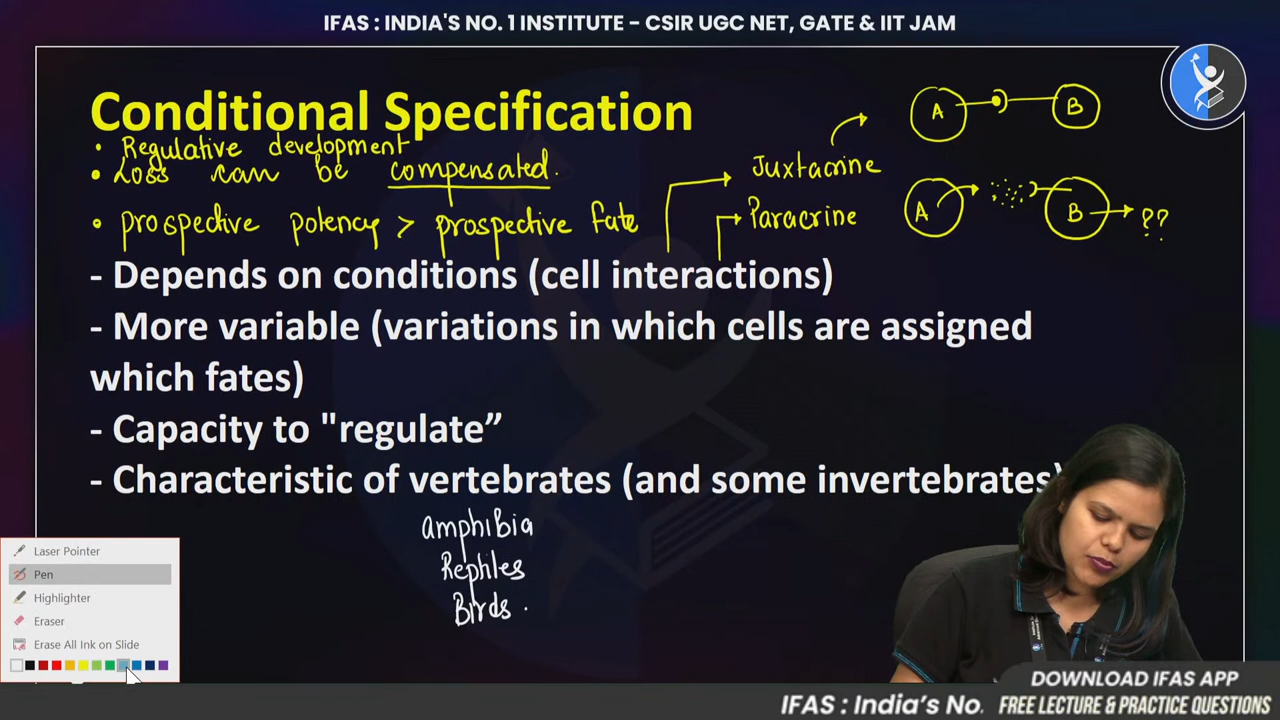 IFAS : INDIA'S NO. 1 INSTITUTE – CSIR UGC NET, GATE & IIT JAM
Conditional Specification
• Regulative development
• Loss can be compensated.
• prospective potency > prospective fate
Juxtacrine
Paracrine
A B
A B ??
- Depends on conditions (cell interactions)
- More variable (variations in which cells are assigned
which fates)
- Capacity to "regulate”
- Characteristic of vertebrates (and some invertebrates)
Amphibia
Reptiles
Birds.
Laser Pointer
Pen
Highlighter
Eraser
Erase All Ink on Slide
DOWNLOAD IFAS APP
IFAS : India’s No.
FREE LECTURE & PRACTICE QUESTIONS